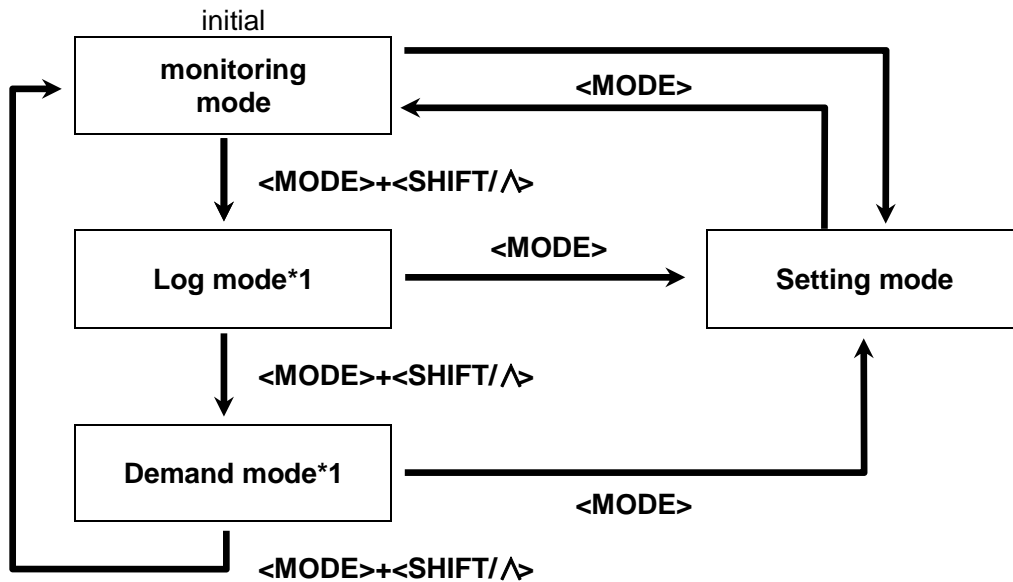 initial
monitoring
mode
<MODE>
<MODE>+<SHIFT/∧>
Log mode*1
<MODE>
Setting mode
<MODE>+<SHIFT/∧>
Demand mode*1
<MODE>
<MODE>+<SHIFT/∧>